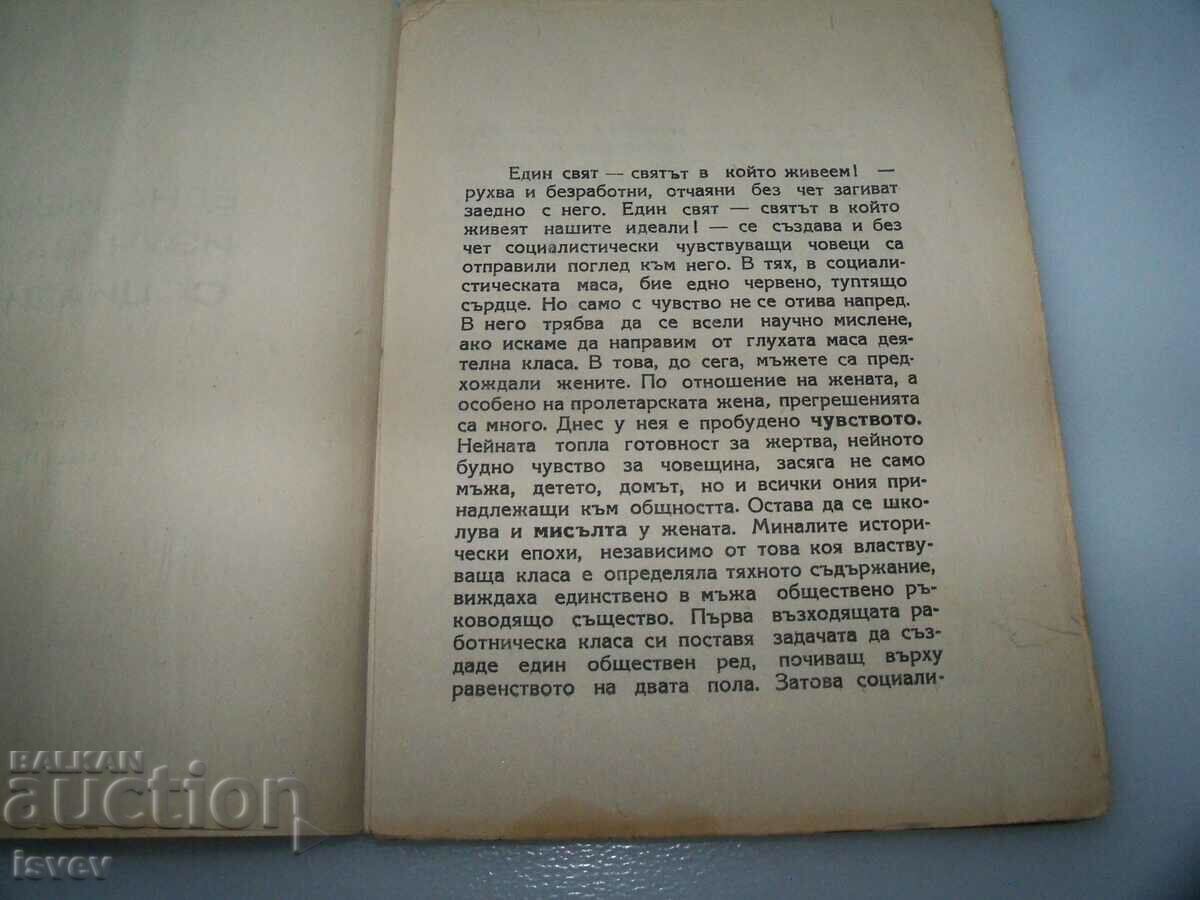 Един свят — святът в който живеем! —
рухва и безработни, отчаяни без чет загиват
заедно с него. Един свят — святът в който
живеят нашите идеали! — се създава и без
чет социалистически чувствуващи човеци са
отправили поглед към него. В тях, в социалис-
тическата маса, бие едно червено, туптящо
сърдце. Но само с чувство не се отива напред.
В него трябва да се всели научно мислене,
ако искаме да направим от глухата маса дея-
телна класа. В това, до сега, мъжете са пред-
хождали жените. По отношение на жената, а
особено на пролетарската жена, прегрешенията
са много. Днес у нея е пробудено чувството.
Нейната топла готовност за жертва, нейното
будно чувство за човещина, засяга не само
мъжа, детето, домът, но и всички ония при-
надлежащи към общността. Остава да се шко-
лува и мисълта у жената. Миналите истори-
чески епохи, независимо от това коя властву-
ваща класа е определяла тяхното съдържание,
виждаха единствено в мъжа обществено ръ-
ководящо същество. Първа възходящата ра-
ботническа класа си поставя задачата да съз-
даде един обществен ред, почиващ върху
равенството на двата пола. Затова социали-
BALKAN
auction
isvev